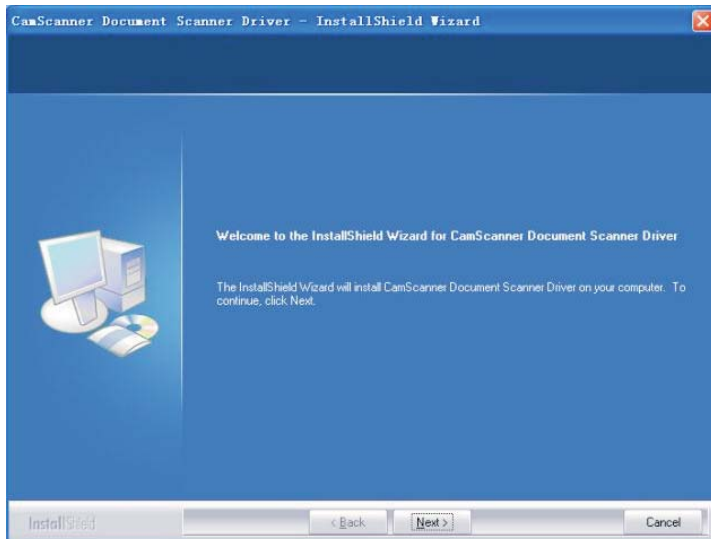 CamScanner Document Scanner Driver - InstallShield Wizard
Welcome to the InstallShield Wizard for CamScanner Document Scanner Driver
The InstallShield Wizard will install CamScanner Document Scanner Driver on your computer. To
continue, click Next.
InstallShield
< Back
Next >
Cancel